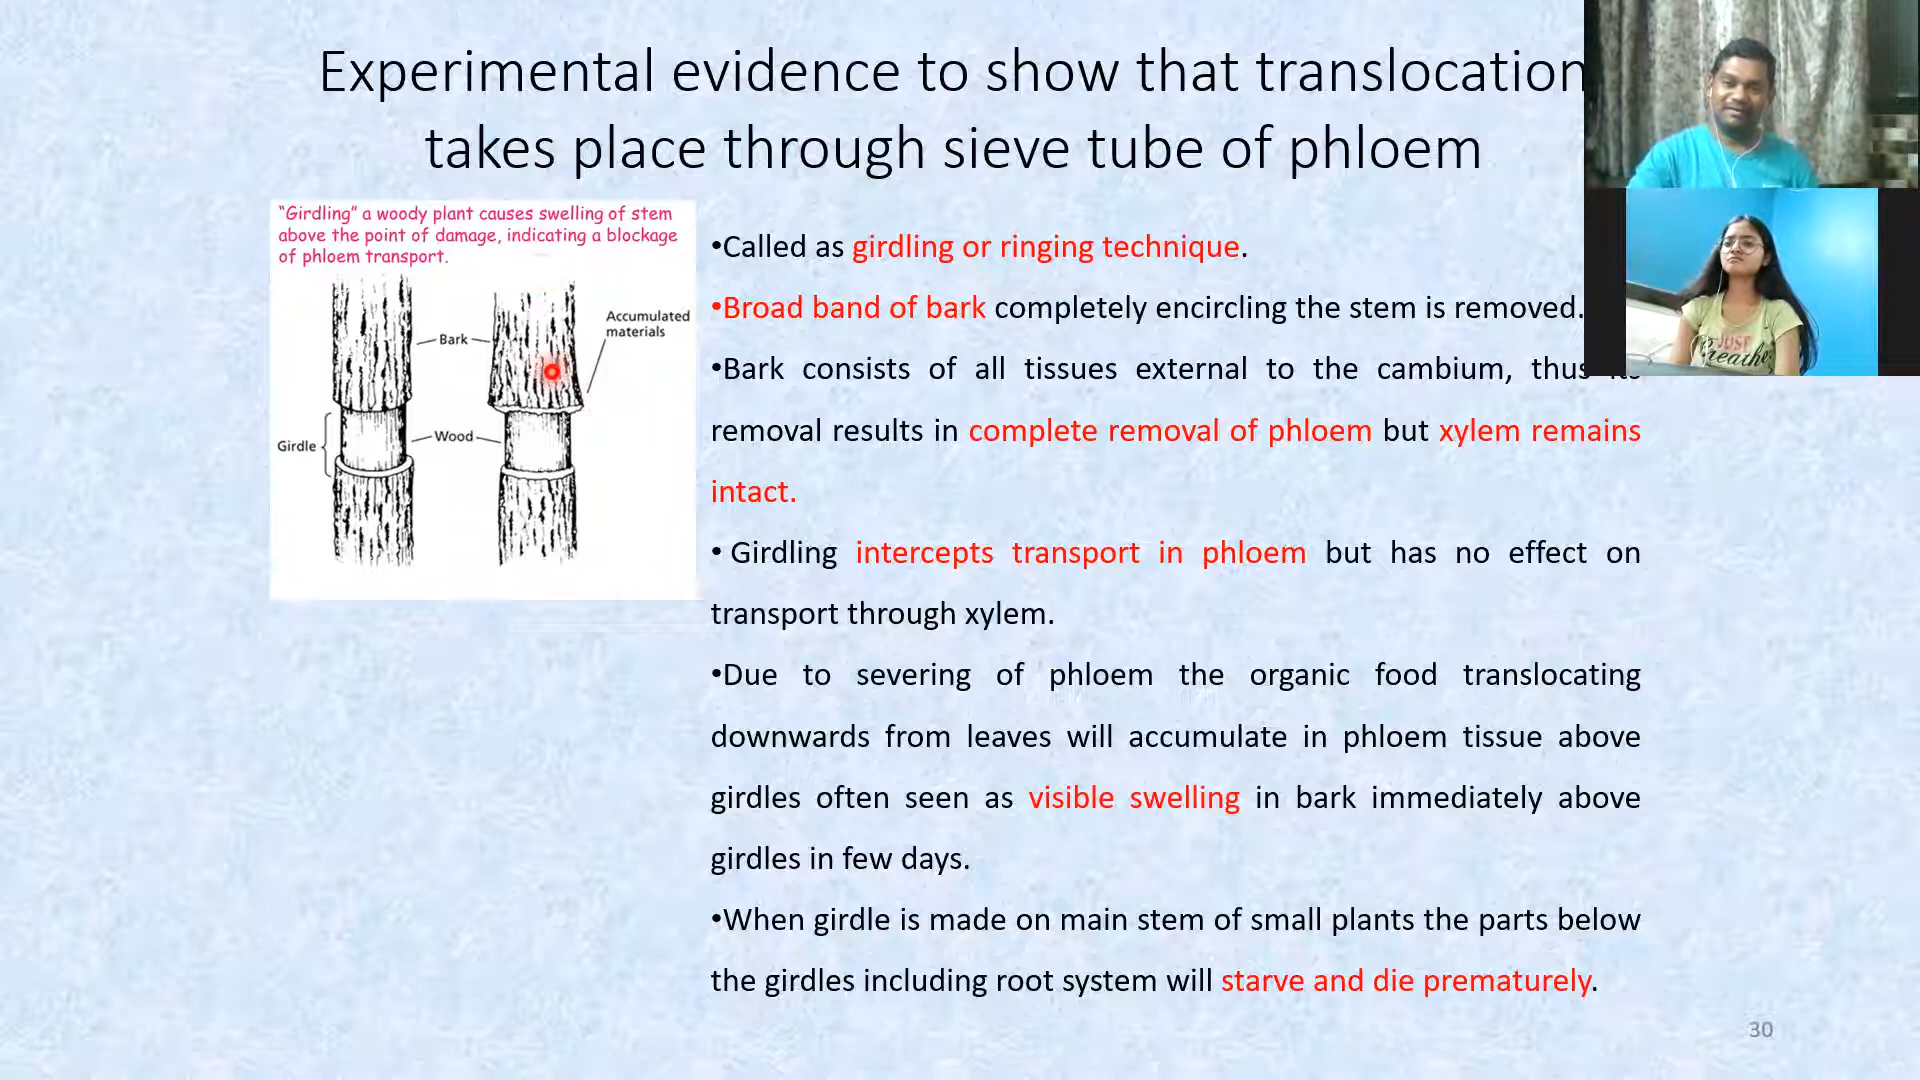 Experimental evidence to show that translocation
takes place through sieve tube of phloem
"Girdling" a woody plant causes swelling of stem
above the point of damage, indicating a blockage
of phloem transport.
Accumulated
materials
Bark
Wood
Girdle
•Called as girdling or ringing technique.
•Broad band of bark completely encircling the stem is removed.
•Bark consists of all tissues external to the cambium, thus its
removal results in complete removal of phloem but xylem remains
intact.
• Girdling intercepts transport in phloem but has no effect on
transport through xylem.
•Due to severing of phloem the organic food translocating
downwards from leaves will accumulate in phloem tissue above
girdles often seen as visible swelling in bark immediately above
girdles in few days.
•When girdle is made on main stem of small plants the parts below
the girdles including root system will starve and die prematurely.
30
JUST
Breathe